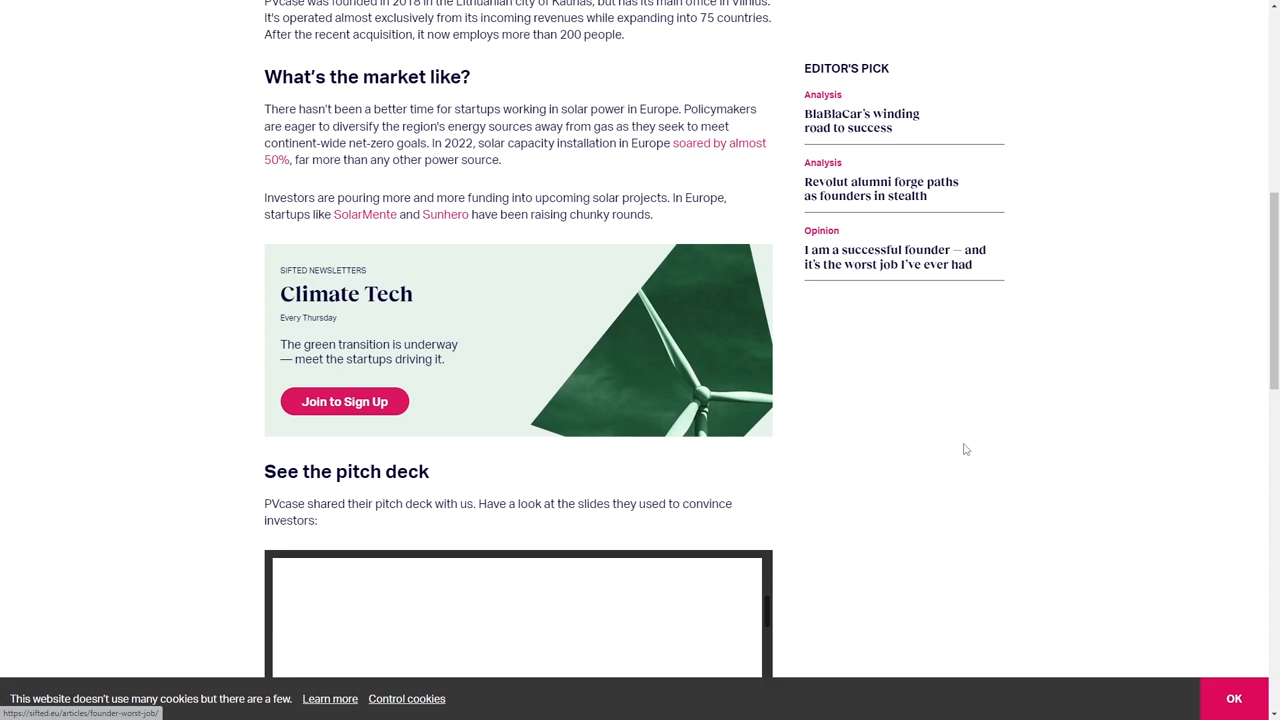 PVcase was founded in 2018 in the Lithuanian city of Kaunas, but has its main office in Vilnius.
It's operated almost exclusively from its incoming revenues while expanding into 75 countries.
After the recent acquisition, it now employs more than 200 people.
What's the market like?
There hasn't been a better time for startups working in solar power in Europe. Policymakers
are eager to diversify the region's energy sources away from gas as they seek to meet
continent-wide net-zero goals. In 2022, solar capacity installation in Europe soared by almost
50%, far more than any other power source.
Investors are pouring more and more funding into upcoming solar projects. In Europe,
startups like SolarMente and Sunhero have been raising chunky rounds.
SIFTED NEWSLETTERS
Climate Tech
Every Thursday
The green transition is underway
— meet the startups driving it.
Join to Sign Up
See the pitch deck
PVcase shared their pitch deck with us. Have a look at the slides they used to convince
investors:
EDITOR'S PICK
Analysis
BlaBlaCar's winding
road to success
Analysis
Revolut alumni forge paths
as founders in stealth
Opinion
I am a successful founder — and
it's the worst job I've ever had
This website doesn't use many cookies but there are a few. Learn more Control cookies
OK
https://sifted.eu/articles/founder-worst-job/